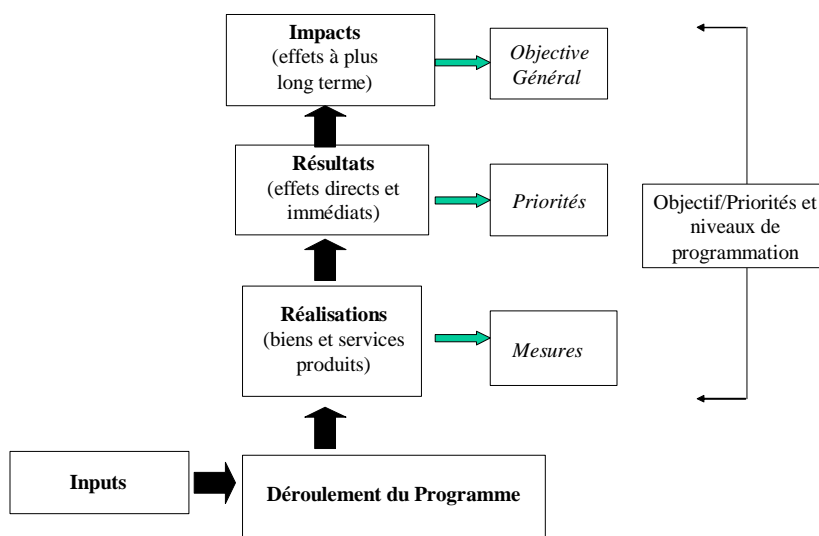 Impacts
(effets à plus
long terme)
Objective
Général
Résultats
(effets directs et
immédiats)
Priorités
Objectif/Priorités et
niveaux de
programmation
Réalisations
(biens et services
produits)
Mesures
Inputs
Déroulement du Programme